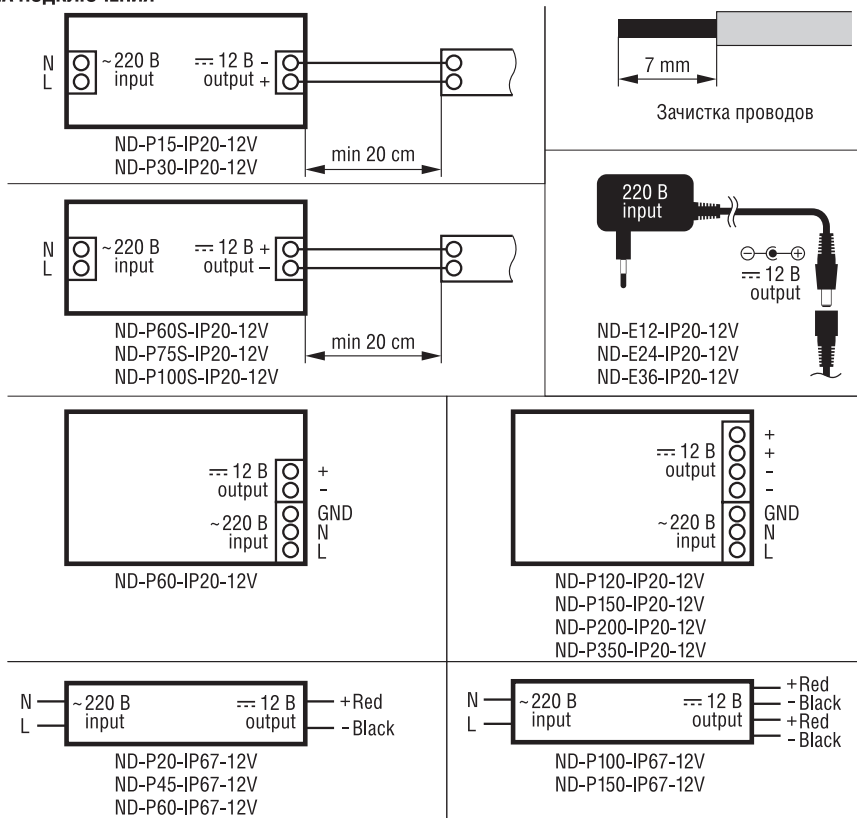 N
L
~220 В
input
⎓ 12 В -
output +
ND-P15-IP20-12V
ND-P30-IP20-12V
min 20 cm
7 mm
Зачистка проводов
N
L
~220 В
input
⎓ 12 В +
output –
ND-P60S-IP20-12V
ND-P75S-IP20-12V
ND-P100S-IP20-12V
min 20 cm
220 В
input
⎓ 12 В
output
ND-E12-IP20-12V
ND-E24-IP20-12V
ND-E36-IP20-12V
⎓ 12 В
output
+
-
~220 В
input
GND
N
L
ND-P60-IP20-12V
⎓ 12 В
output
+
+
-
-
~220 В
input
GND
N
L
ND-P120-IP20-12V
ND-P150-IP20-12V
ND-P200-IP20-12V
ND-P350-IP20-12V
N
L
~220 В
input
⎓ 12 В
output
+Red
-Black
ND-P20-IP67-12V
ND-P45-IP67-12V
ND-P60-IP67-12V
N
L
~220 В
input
⎓ 12 В
output
+Red
-Black
+Red
-Black
ND-P100-IP67-12V
ND-P150-IP67-12V